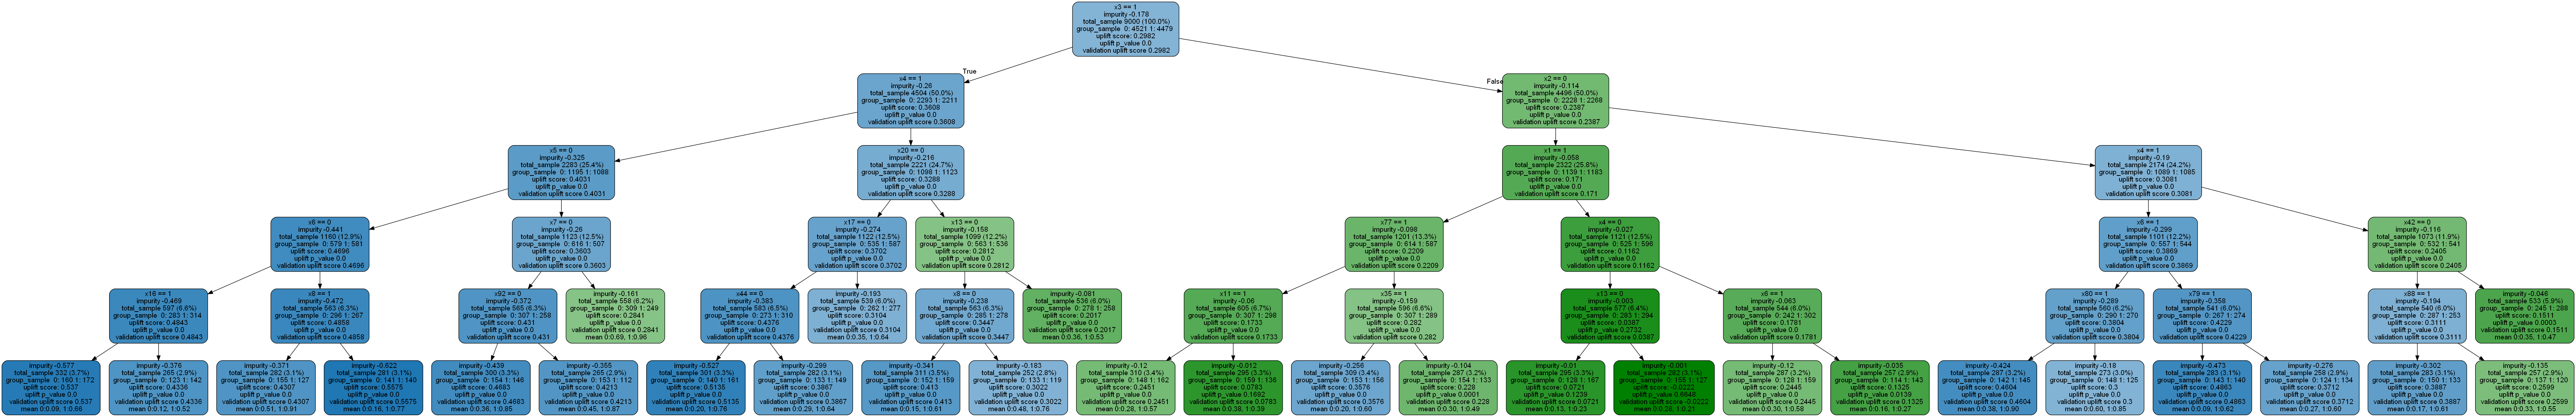 x3 == 1
impurity -0.178
total_sample 9000 (100.0%)
group_sample 0: 4521 1: 4479
uplift score: 0.2982
uplift p_value 0.0
validation uplift score 0.2982
True
False
x4 == 1
impurity -0.26
total_sample 4504 (50.0%)
group_sample 0: 2293 1: 2211
uplift score: 0.3608
uplift p_value 0.0
validation uplift score 0.3608
x2 == 0
impurity -0.114
total_sample 4496 (50.0%)
group_sample 0: 2228 1: 2268
uplift score: 0.2387
uplift p_value 0.0
validation uplift score 0.2387
x5 == 0
impurity -0.325
total_sample 2283 (25.4%)
group_sample 0: 1195 1: 1088
uplift score: 0.4031
uplift p_value 0.0
validation uplift score 0.4031
x20 == 0
impurity -0.216
total_sample 2221 (24.7%)
group_sample 0: 1098 1: 1123
uplift score: 0.3288
uplift p_value 0.0
validation uplift score 0.3288
x1 == 1
impurity -0.058
total_sample 2322 (25.8%)
group_sample 0: 1139 1: 1183
uplift score: 0.171
uplift p_value 0.0
validation uplift score 0.171
x4 == 1
impurity -0.19
total_sample 2174 (24.2%)
group_sample 0: 1089 1: 1085
uplift score: 0.3081
uplift p_value 0.0
validation uplift score 0.3081
x6 == 0
impurity -0.441
total_sample 1160 (12.9%)
group_sample 0: 579 1: 581
uplift score: 0.4696
uplift p_value 0.0
validation uplift score 0.4696
x7 == 0
impurity -0.26
total_sample 1123 (12.5%)
group_sample 0: 616 1: 507
uplift score: 0.3603
uplift p_value 0.0
validation uplift score 0.3603
x17 == 0
impurity -0.274
total_sample 1122 (12.5%)
group_sample 0: 535 1: 587
uplift score: 0.3702
uplift p_value 0.0
validation uplift score 0.3702
x13 == 0
impurity -0.158
total_sample 1099 (12.2%)
group_sample 0: 563 1: 536
uplift score: 0.2812
uplift p_value 0.0
validation uplift score 0.2812
x77 == 1
impurity -0.098
total_sample 1201 (13.3%)
group_sample 0: 614 1: 587
uplift score: 0.2209
uplift p_value 0.0
validation uplift score 0.2209
x4 == 0
impurity -0.027
total_sample 1121 (12.5%)
group_sample 0: 525 1: 596
uplift score: 0.1162
uplift p_value 0.0
validation uplift score 0.1162
x6 == 1
impurity -0.299
total_sample 1101 (12.2%)
group_sample 0: 557 1: 544
uplift score: 0.3869
uplift p_value 0.0
validation uplift score 0.3869
x42 == 0
impurity -0.116
total_sample 1073 (11.9%)
group_sample 0: 532 1: 541
uplift score: 0.2405
uplift p_value 0.0
validation uplift score 0.2405
x16 == 1
impurity -0.469
total_sample 597 (6.6%)
group_sample 0: 283 1: 314
uplift score: 0.4843
uplift p_value 0.0
validation uplift score 0.4843
x8 == 1
impurity -0.472
total_sample 563 (6.3%)
group_sample 0: 296 1: 267
uplift score: 0.4858
uplift p_value 0.0
validation uplift score 0.4858
x92 == 0
impurity -0.372
total_sample 565 (6.3%)
group_sample 0: 307 1: 258
uplift score: 0.431
uplift p_value 0.0
validation uplift score 0.431
impurity -0.161
total_sample 558 (6.2%)
group_sample 0: 309 1: 249
uplift score: 0.2841
uplift p_value 0.0
validation uplift score 0.2841
mean 0:0.69, 1:0.96
x44 == 0
impurity -0.383
total_sample 583 (6.5%)
group_sample 0: 273 1: 310
uplift score: 0.4376
uplift p_value 0.0
validation uplift score 0.4376
impurity -0.193
total_sample 539 (6.0%)
group_sample 0: 262 1: 277
uplift score: 0.3104
uplift p_value 0.0
validation uplift score 0.3104
mean 0:0.35, 1:0.64
x8 == 0
impurity -0.238
total_sample 563 (6.3%)
group_sample 0: 285 1: 278
uplift score: 0.3447
uplift p_value 0.0
validation uplift score 0.3447
impurity -0.081
total_sample 536 (6.0%)
group_sample 0: 278 1: 258
uplift score: 0.2017
uplift p_value 0.0
validation uplift score 0.2017
mean 0:0.36, 1:0.53
x11 == 1
impurity -0.06
total_sample 605 (6.7%)
group_sample 0: 307 1: 298
uplift score: 0.1733
uplift p_value 0.0
validation uplift score 0.1733
x35 == 1
impurity -0.159
total_sample 596 (6.6%)
group_sample 0: 307 1: 289
uplift score: 0.282
uplift p_value 0.0
validation uplift score 0.282
x13 == 0
impurity -0.003
total_sample 577 (6.4%)
group_sample 0: 283 1: 294
uplift score: 0.0387
uplift p_value 0.2732
validation uplift score 0.0387
x6 == 1
impurity -0.063
total_sample 544 (6.0%)
group_sample 0: 242 1: 302
uplift score: 0.1781
uplift p_value 0.0
validation uplift score 0.1781
x80 == 1
impurity -0.289
total_sample 560 (6.2%)
group_sample 0: 290 1: 270
uplift score: 0.3804
uplift p_value 0.0
validation uplift score 0.3804
x79 == 1
impurity -0.358
total_sample 541 (6.0%)
group_sample 0: 267 1: 274
uplift score: 0.4229
uplift p_value 0.0
validation uplift score 0.4229
x88 == 1
impurity -0.194
total_sample 540 (6.0%)
group_sample 0: 287 1: 253
uplift score: 0.3111
uplift p_value 0.0
validation uplift score 0.3111
impurity -0.046
total_sample 533 (5.9%)
group_sample 0: 245 1: 288
uplift score: 0.1511
uplift p_value 0.0003
validation uplift score 0.1511
mean 0:0.35, 1:0.47
impurity -0.577
total_sample 332 (3.7%)
group_sample 0: 160 1: 172
uplift score: 0.537
uplift p_value 0.0
validation uplift score 0.537
mean 0:0.09, 1:0.66
impurity -0.376
total_sample 265 (2.9%)
group_sample 0: 123 1: 142
uplift score: 0.4336
uplift p_value 0.0
validation uplift score 0.4336
mean 0:0.12, 1:0.52
impurity -0.371
total_sample 282 (3.1%)
group_sample 0: 155 1: 127
uplift score: 0.4307
uplift p_value 0.0
validation uplift score 0.4307
mean 0:0.51, 1:0.91
impurity -0.622
total_sample 281 (3.1%)
group_sample 0: 141 1: 140
uplift score: 0.5575
uplift p_value 0.0
validation uplift score 0.5575
mean 0:0.16, 1:0.77
impurity -0.439
total_sample 300 (3.3%)
group_sample 0: 154 1: 146
uplift score: 0.4683
uplift p_value 0.0
validation uplift score 0.4683
mean 0:0.36, 1:0.85
impurity -0.355
total_sample 265 (2.9%)
group_sample 0: 153 1: 112
uplift score: 0.4213
uplift p_value 0.0
validation uplift score 0.4213
mean 0:0.45, 1:0.87
impurity -0.527
total_sample 301 (3.3%)
group_sample 0: 140 1: 161
uplift score: 0.5135
uplift p_value 0.0
validation uplift score 0.5135
mean 0:0.20, 1:0.76
impurity -0.299
total_sample 282 (3.1%)
group_sample 0: 133 1: 149
uplift score: 0.3867
uplift p_value 0.0
validation uplift score 0.3867
mean 0:0.29, 1:0.64
impurity -0.341
total_sample 311 (3.5%)
group_sample 0: 152 1: 159
uplift score: 0.413
uplift p_value 0.0
validation uplift score 0.413
mean 0:0.15, 1:0.61
impurity -0.183
total_sample 252 (2.8%)
group_sample 0: 133 1: 119
uplift score: 0.3022
uplift p_value 0.0
validation uplift score 0.3022
mean 0:0.48, 1:0.76
impurity -0.12
total_sample 310 (3.4%)
group_sample 0: 148 1: 162
uplift score: 0.2451
uplift p_value 0.0
validation uplift score 0.2451
mean 0:0.28, 1:0.57
impurity -0.012
total_sample 295 (3.3%)
group_sample 0: 159 1: 136
uplift score: 0.0783
uplift p_value 0.1692
validation uplift score 0.0783
mean 0:0.38, 1:0.39
impurity -0.256
total_sample 309 (3.4%)
group_sample 0: 153 1: 156
uplift score: 0.3576
uplift p_value 0.0
validation uplift score 0.3576
mean 0:0.20, 1:0.60
impurity -0.104
total_sample 287 (3.2%)
group_sample 0: 154 1: 133
uplift score: 0.228
uplift p_value 0.0001
validation uplift score 0.228
mean 0:0.30, 1:0.49
impurity -0.01
total_sample 295 (3.3%)
group_sample 0: 128 1: 167
uplift score: 0.0721
uplift p_value 0.1239
validation uplift score 0.0721
mean 0:0.13, 1:0.23
impurity -0.001
total_sample 282 (3.1%)
group_sample 0: 155 1: 127
uplift score: -0.0222
uplift p_value 0.6648
validation uplift score -0.0222
mean 0:0.28, 1:0.21
impurity -0.12
total_sample 287 (3.2%)
group_sample 0: 128 1: 159
uplift score: 0.2445
uplift p_value 0.0
validation uplift score 0.2445
mean 0:0.30, 1:0.58
impurity -0.035
total_sample 257 (2.9%)
group_sample 0: 114 1: 143
uplift score: 0.1325
uplift p_value 0.0139
validation uplift score 0.1325
mean 0:0.16, 1:0.27
impurity -0.424
total_sample 287 (3.2%)
group_sample 0: 142 1: 145
uplift score: 0.4604
uplift p_value 0.0
validation uplift score 0.4604
mean 0:0.38, 1:0.90
impurity -0.18
total_sample 273 (3.0%)
group_sample 0: 148 1: 125
uplift score: 0.3
uplift p_value 0.0
validation uplift score 0.3
mean 0:0.60, 1:0.85
impurity -0.473
total_sample 283 (3.1%)
group_sample 0: 143 1: 140
uplift score: 0.4863
uplift p_value 0.0
validation uplift score 0.4863
mean 0:0.09, 1:0.62
impurity -0.276
total_sample 258 (2.9%)
group_sample 0: 124 1: 134
uplift score: 0.3712
uplift p_value 0.0
validation uplift score 0.3712
mean 0:0.27, 1:0.60
impurity -0.302
total_sample 283 (3.1%)
group_sample 0: 150 1: 133
uplift score: 0.3887
uplift p_value 0.0
validation uplift score 0.3887
mean 0:0.17, 1:0.61
impurity -0.135
total_sample 257 (2.9%)
group_sample 0: 137 1: 120
uplift score: 0.2599
uplift p_value 0.0
validation uplift score 0.2599
mean 0:0.31, 1:0.55